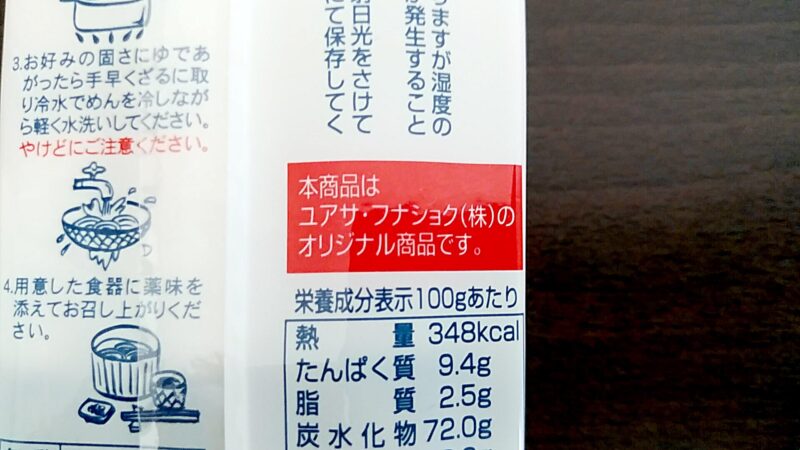 3.お好みの固さにゆであ
がったら手早くざるに取
り冷水でめんを冷しなが
ら軽く水洗いしてください。
やけどにご注意ください。
4.用意した食器に薬味を
添えてお召し上がりくだ
さい。
りますが湿度の
発生すること
日光をさけて
にて保存してく
本商品は
ユアサ・フナショク(株)の
オリジナル商品です。
栄養成分表示100gあたり
熱量 348kcal
たんぱく質 9.4g
脂質 2.5g
炭水化物 72.0g